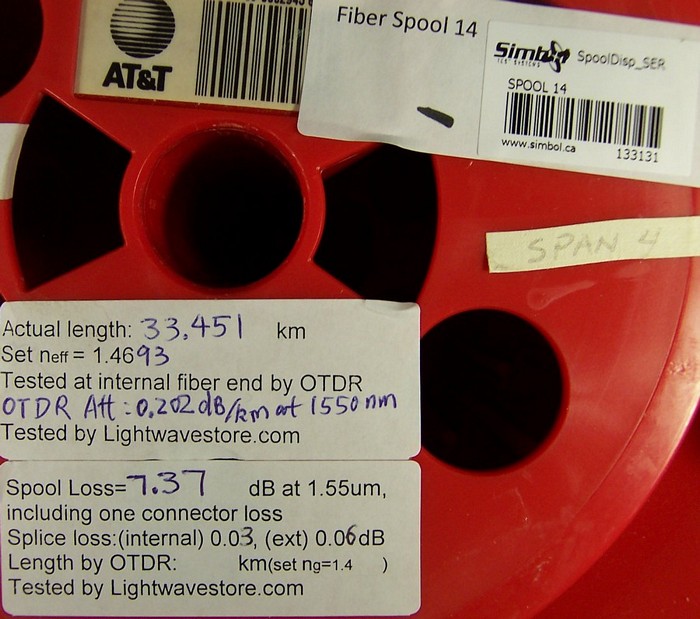 AT&T
Fiber Spool 14
Simbol
SpoolDisp_SER
SPOOL 14
www.simbol.ca
133131
SPAN 4
Actual length: 33,451 km
Set neff = 1.4693
Tested at internal fiber end by OTDR
OTDR Att: 0.202 dB/km at 1550nm
Tested by Lightwavestore.com
Spool Loss=7.37 dB at 1.55um,
including one connector loss
Splice loss:(internal) 0.03, (ext) 0.06dB
Length by OTDR: km(set ng=1.4 )
Tested by Lightwavestore.com